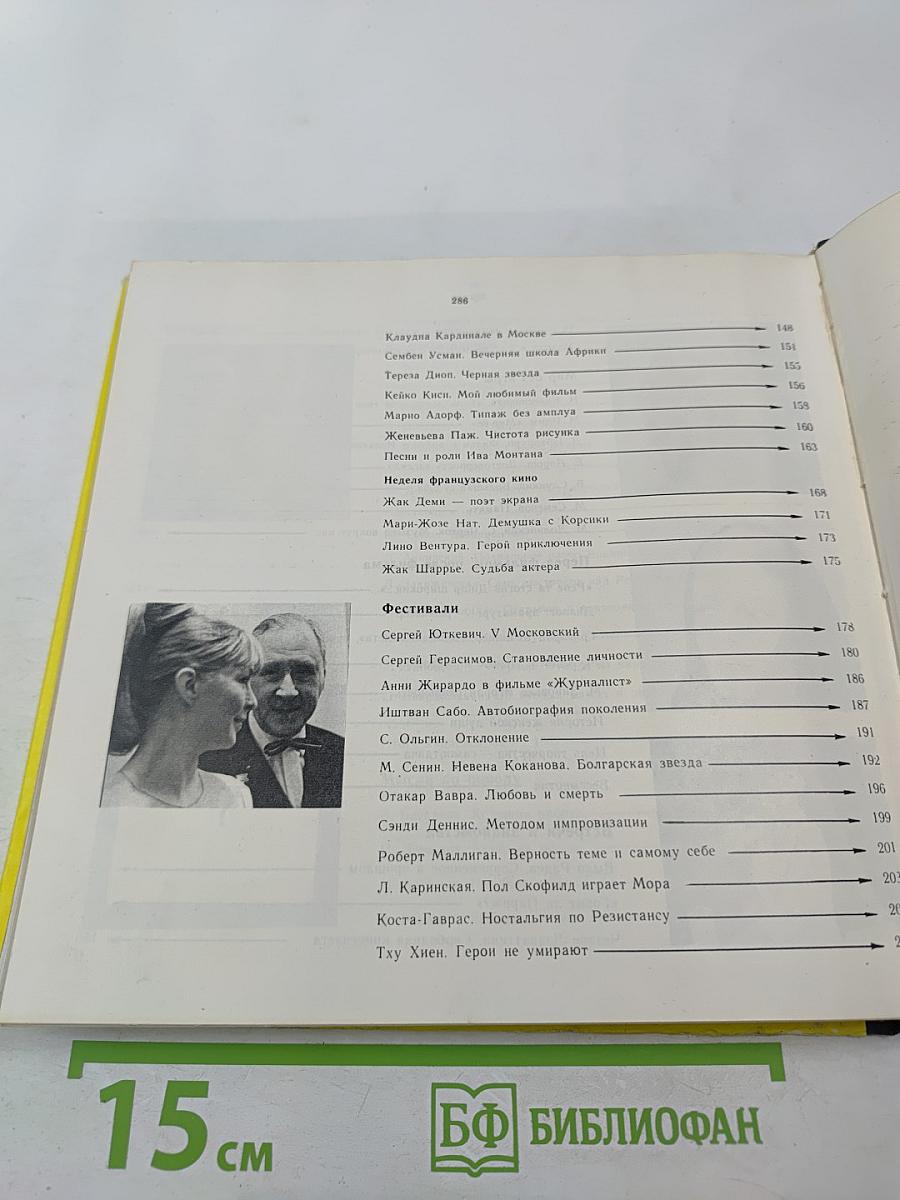 286
Клаудиа Кардинале в Москве 148
Сембен Усман. Вечерняя школа Африки 151
Тереза Диоп. Черная звезда 155
Кейко Киси. Мой любимый фильм 156
Марио Адорф. Типаж без амплуа 158
Женевьева Паж. Чистота рисунка 160
Песни и роли Ива Монтана 163
Неделя французского кино
Жак Деми — поэт экрана 168
Мари-Жозе Нат. Демушка с Корсики 171
Лино Вентура. Герой приключения 173
Жак Шаррье. Судьба актера 175
Фестивали
Сергей Юткевич. V Московский 178
Сергей Герасимов. Становление личности 180
Анни Жирардо в фильме «Журналист» 186
Иштван Сабо. Автобиография поколения 187
С. Ольгин. Отклонение 191
М. Сенин. Невена Коканова. Болгарская звезда 192
Отакар Вавра. Любовь и смерть 196
Сэнди Деннис. Методом импровизации 199
Роберт Маллиган. Верность теме и самому себе 201
Л. Каринская. Пол Скофилд играет Мора 203
Коста-Гаврас. Ностальгия по Резистансу
Тху Хиен. Герои не умирают
15 см
БФ БИБЛИОФАН